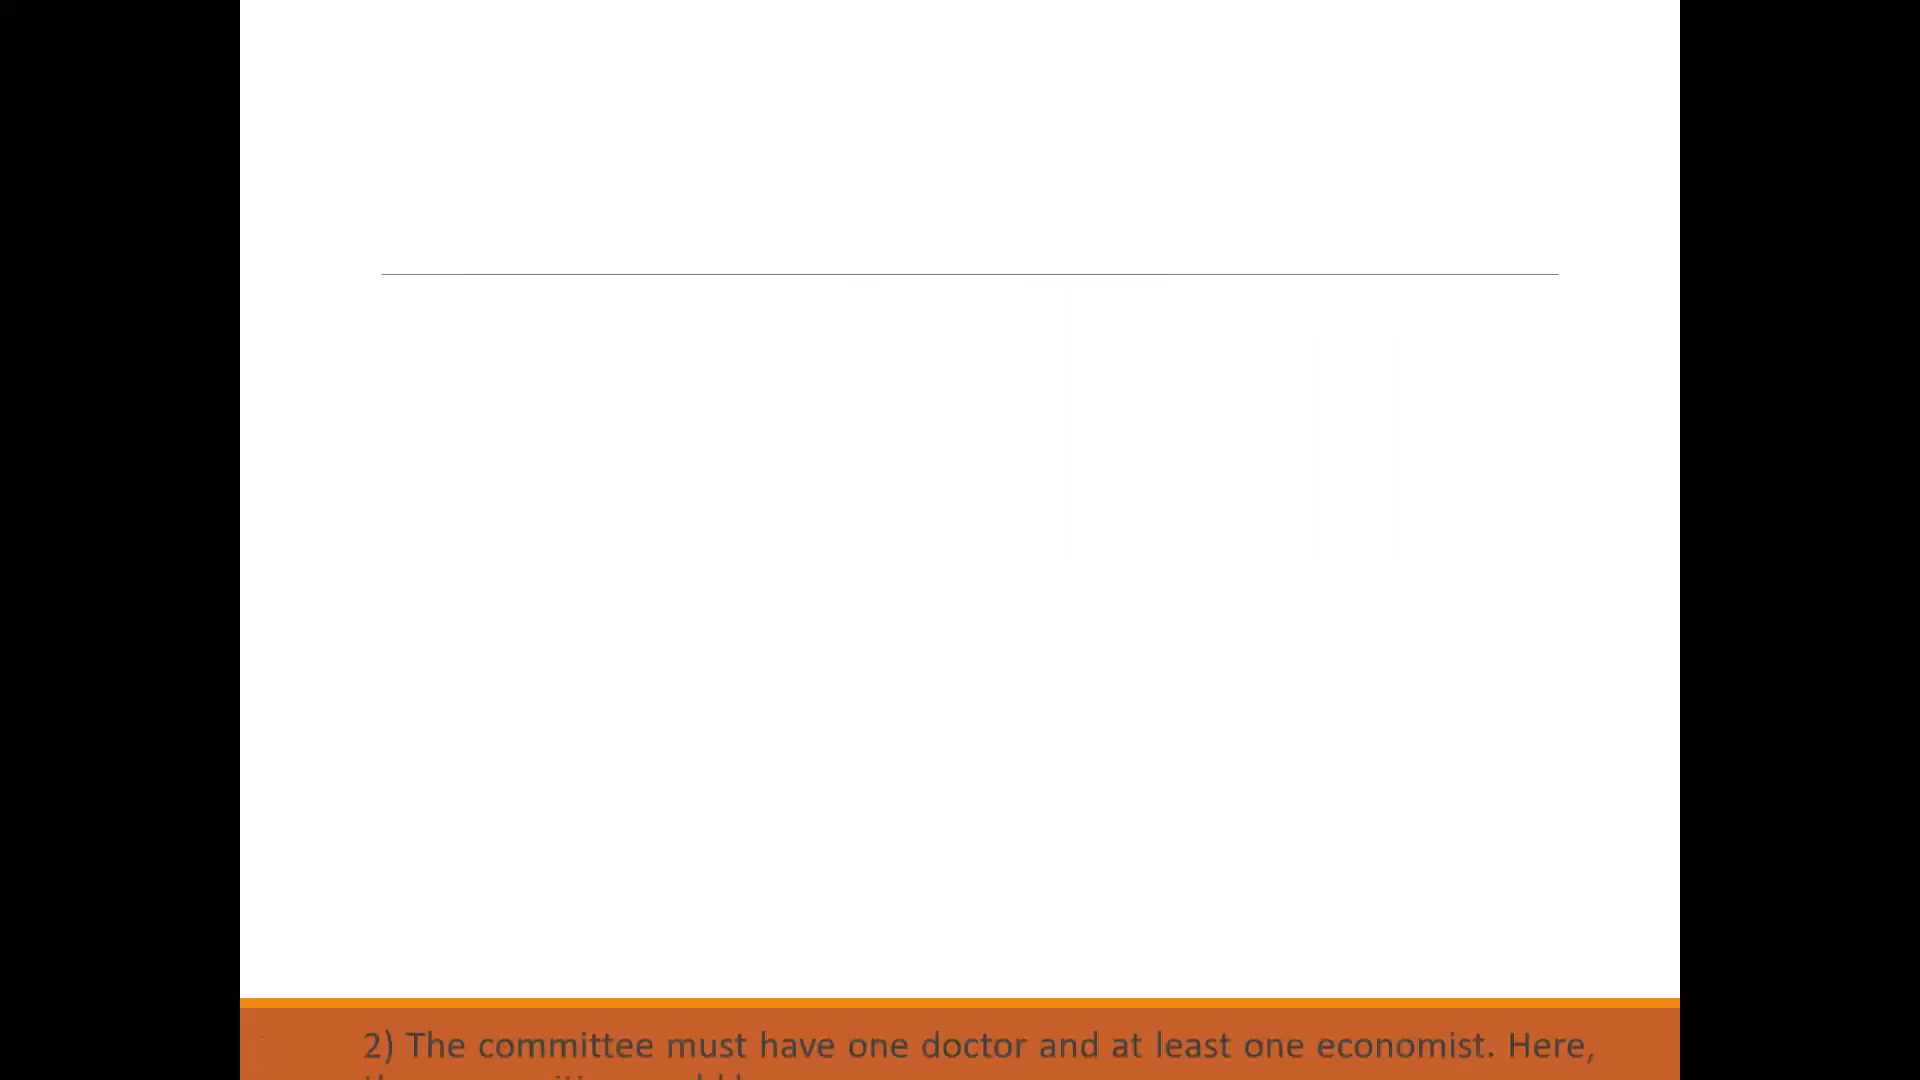 2) The committee must have one doctor and at least one economist. Here,